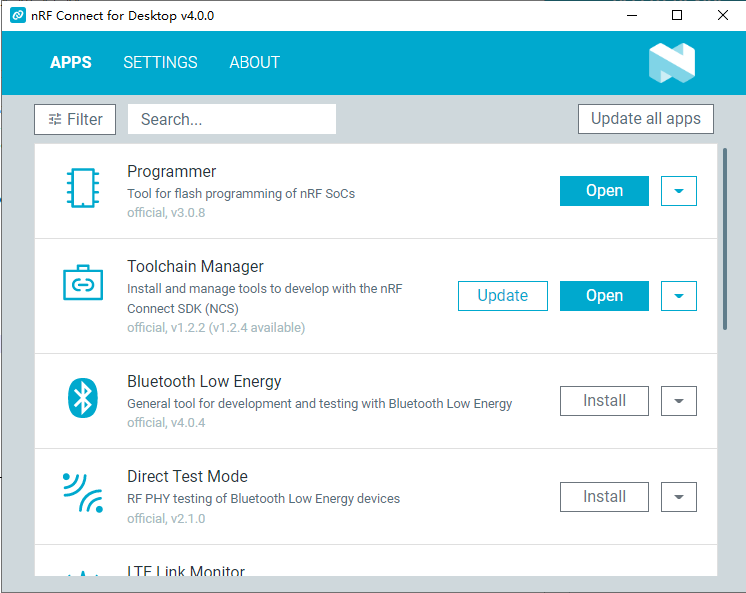 nRF Connect for Desktop v4.0.0
APPS SETTINGS ABOUT
Filter Search... Update all apps
Programmer
Tool for flash programming of nRF SoCs
official, v3.0.8
Open
Toolchain Manager
Install and manage tools to develop with the nRF
Connect SDK (NCS)
official, v1.2.2 (v1.2.4 available)
Update Open
Bluetooth Low Energy
General tool for development and testing with Bluetooth Low Energy
official, v4.0.4
Install
Direct Test Mode
RF PHY testing of Bluetooth Low Energy devices
official, v2.1.0
Install
LTE Link Monitor